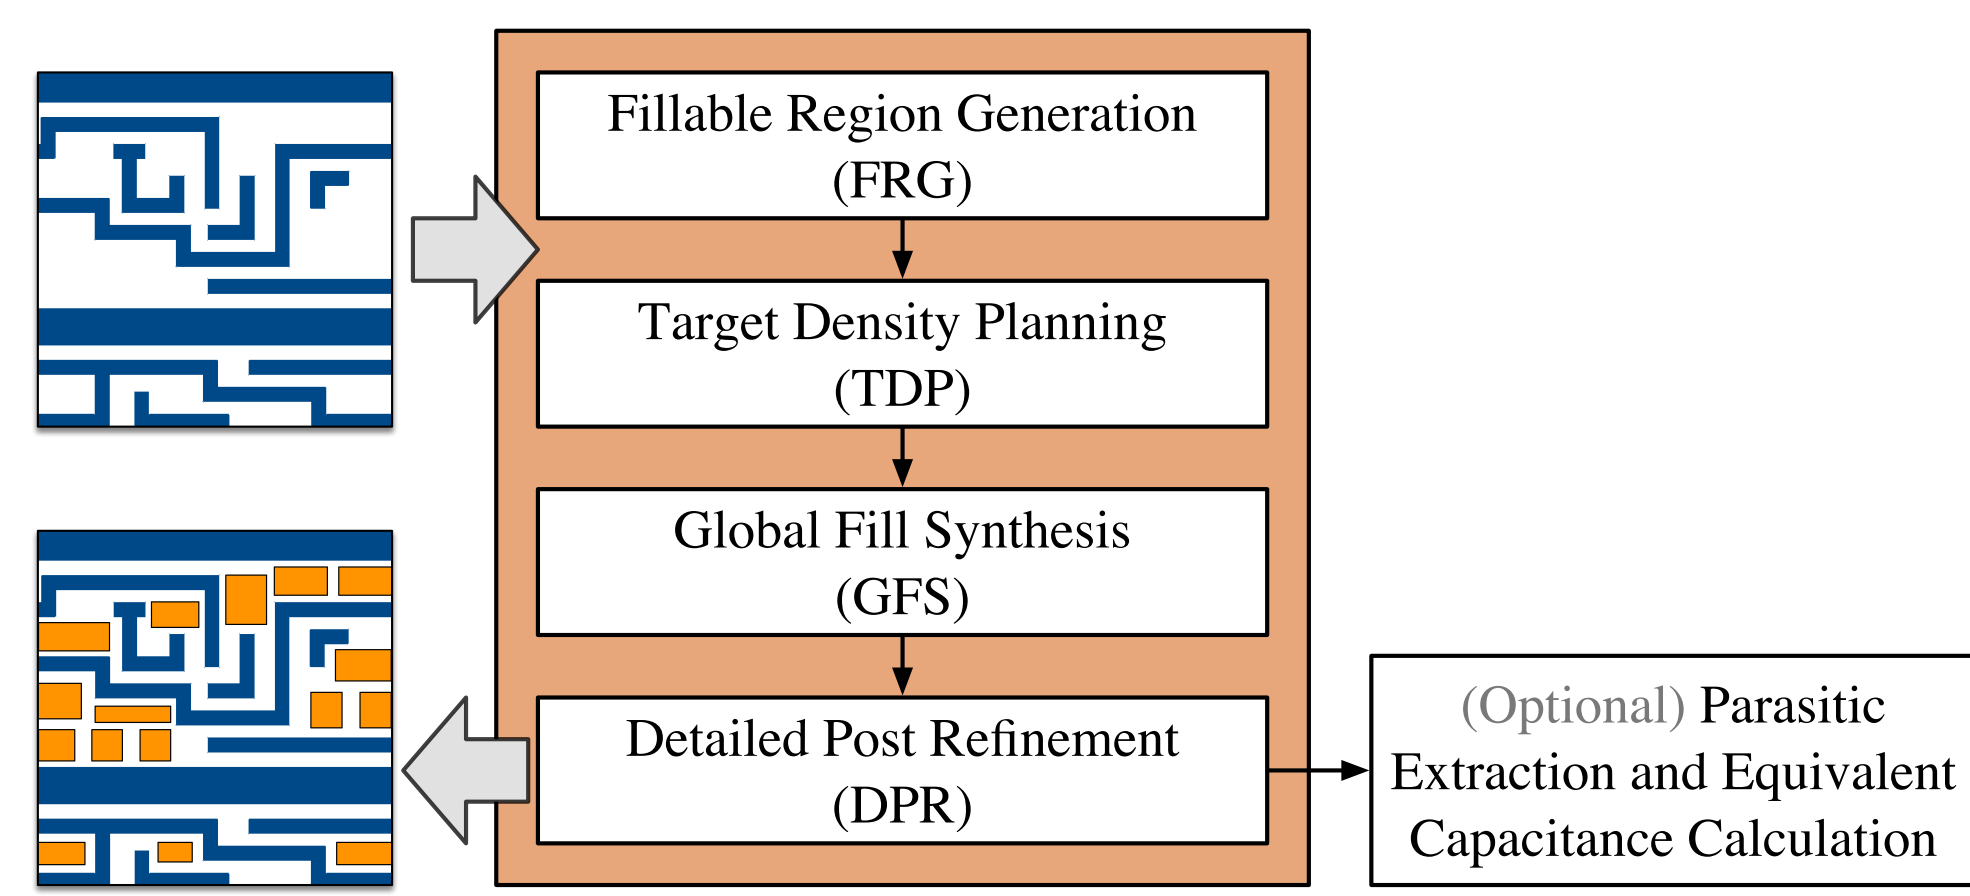 Fillable Region Generation
(FRG)
Target Density Planning
(TDP)
Global Fill Synthesis
(GFS)
Detailed Post Refinement
(DPR)
(Optional) Parasitic
Extraction and Equivalent
Capacitance Calculation